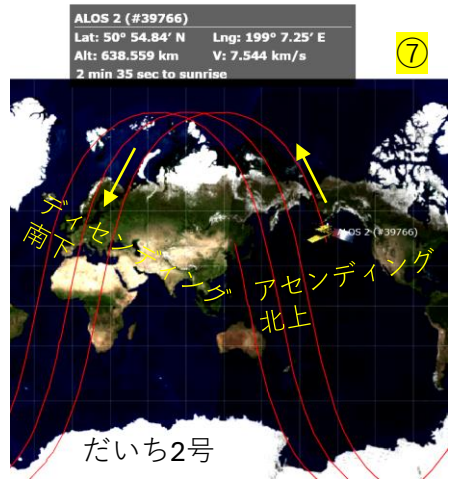 ALOS 2 (#39766)
Lat: 50° 54.84′ N Lng: 199° 7.25′ E
Alt: 638.559 km V: 7.544 km/s
2 min 35 sec to sunrise
⑦
ALOS 2 (#39766)
ディセンディング
南下
アセンディング
北上
だいち2号